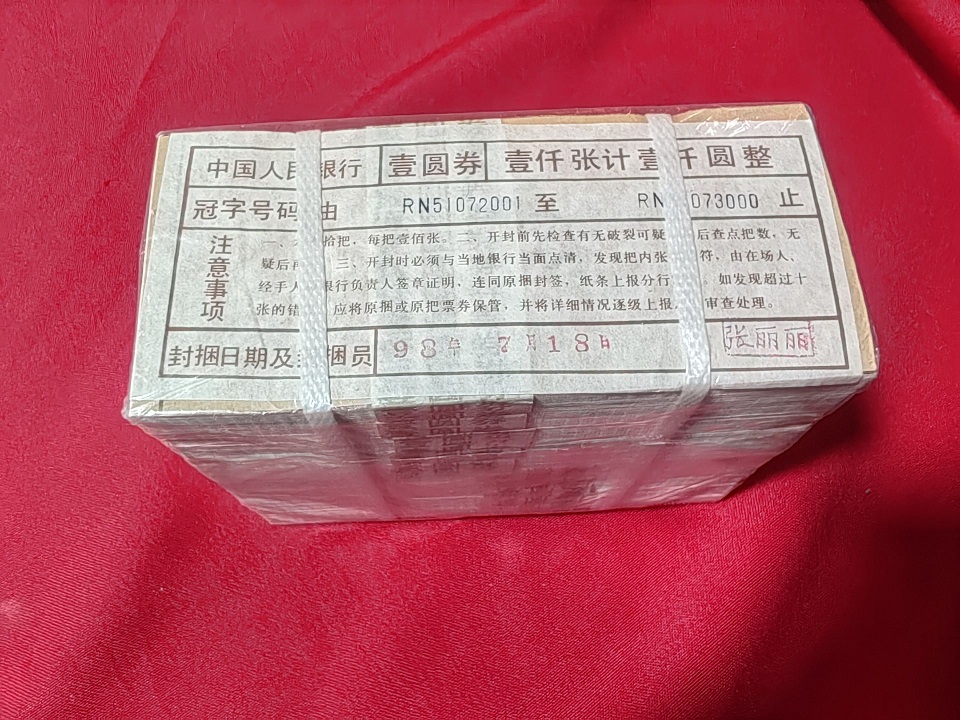 中国人民银行 壹圆券 壹仟张计壹仟圆整
冠字号码 由 RN51072001 至 RN 073000 止
注意事项
一、 拾把，每把壹佰张。二、开封前先检查有无破裂可疑 后查点把数，无
疑后再 三、开封时必须与当地银行当面点请，发现把内张 符，由在场人、
经手人 银行负责人签章证明、连同原捆封签，纸条上报分行 。如发现超过十
张的错 应将原捆或原把票券保管，并将详细情况逐级上报 审查处理。
封捆日期及 捆员 98年 7月18日 张丽丽